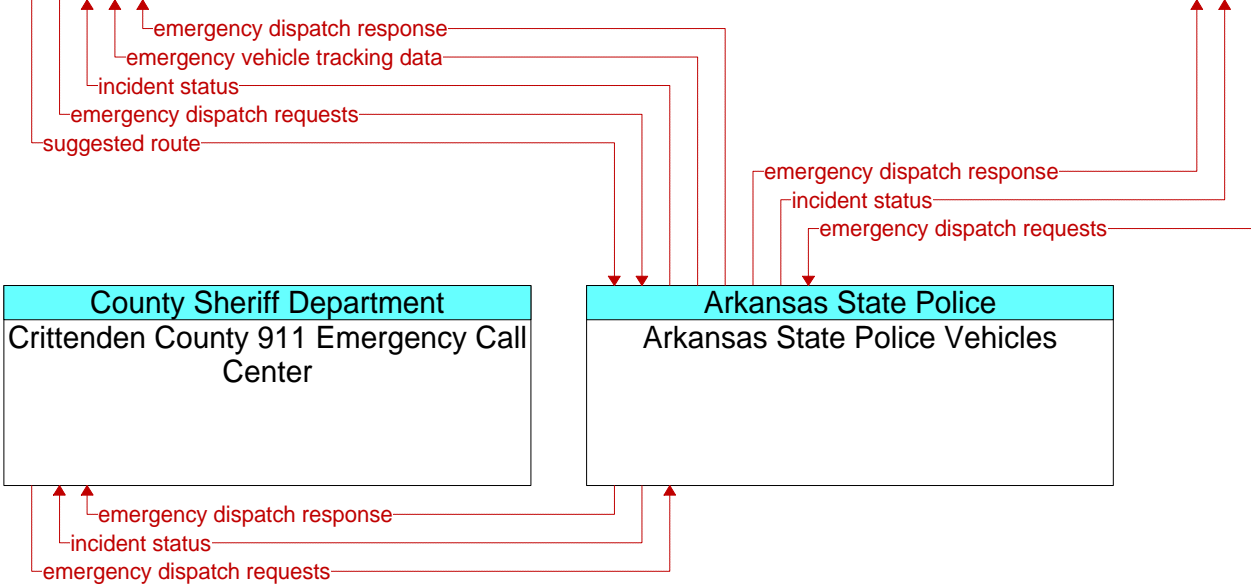 emergency dispatch response
emergency vehicle tracking data
incident status
emergency dispatch requests
suggested route
emergency dispatch response
incident status
emergency dispatch requests
County Sheriff Department
Crittenden County 911 Emergency Call
Center
Arkansas State Police
Arkansas State Police Vehicles
emergency dispatch response
incident status
emergency dispatch requests